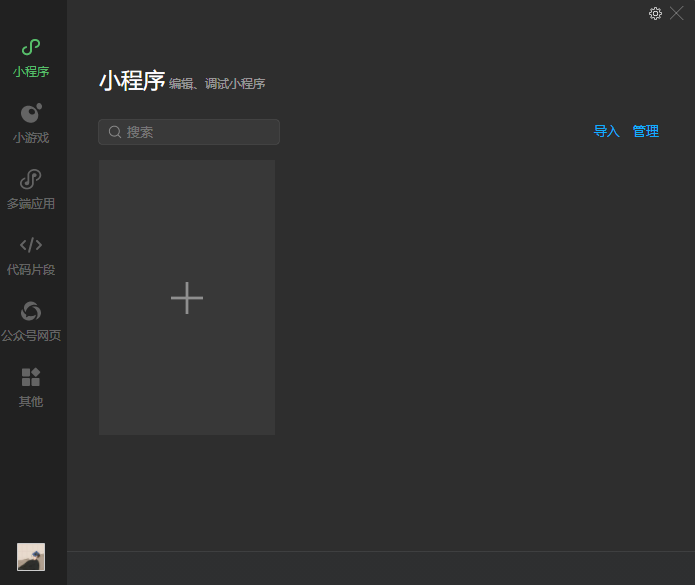 小程序
小游戏
多端应用
代码片段
公众号网页
其他
小程序 编辑、调试小程序
搜索
导入 管理